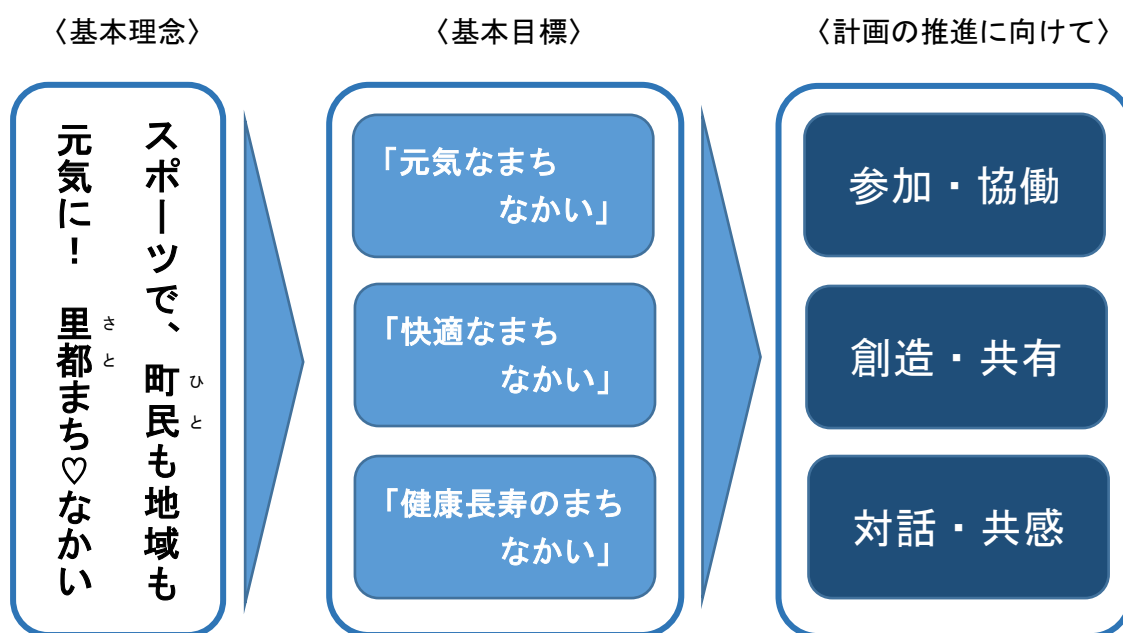 〈基本理念〉
スポーツで、町民も地域も
ひと
元気に！ 里都まち♡なかい
さと
〈基本目標〉
「元気なまち
なかい」
「快適なまち
なかい」
「健康長寿のまち
なかい」
〈計画の推進に向けて〉
参加・協働
創造・共有
対話・共感